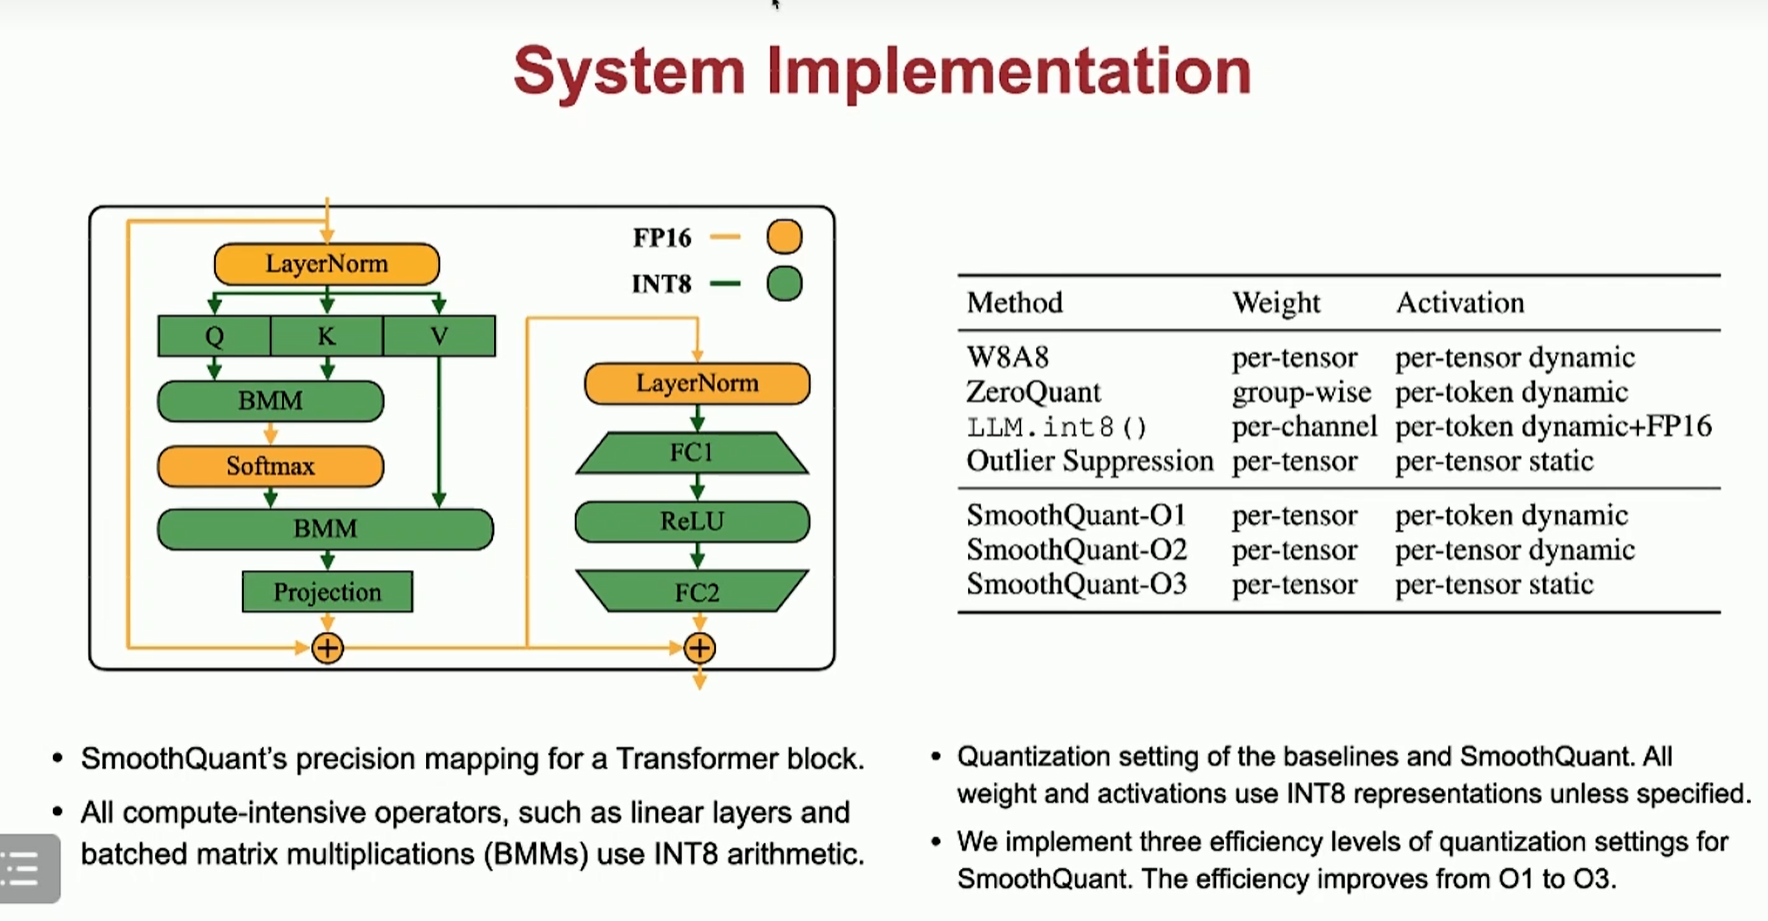 System Implementation
FP16
INT8
LayerNorm
Q K V
BMM
Softmax
BMM
Projection
+
LayerNorm
FC1
ReLU
FC2
+
Method Weight Activation
W8A8 per-tensor per-tensor dynamic
ZeroQuant group-wise per-token dynamic
LLM.int8() per-channel per-token dynamic+FP16
Outlier Suppression per-tensor per-tensor static
SmoothQuant-O1 per-tensor per-token dynamic
SmoothQuant-O2 per-tensor per-tensor dynamic
SmoothQuant-O3 per-tensor per-tensor static
• SmoothQuant's precision mapping for a Transformer block.
• All compute-intensive operators, such as linear layers and
batched matrix multiplications (BMMs) use INT8 arithmetic.
• Quantization setting of the baselines and SmoothQuant. All
weight and activations use INT8 representations unless specified.
• We implement three efficiency levels of quantization settings for
SmoothQuant. The efficiency improves from O1 to O3.